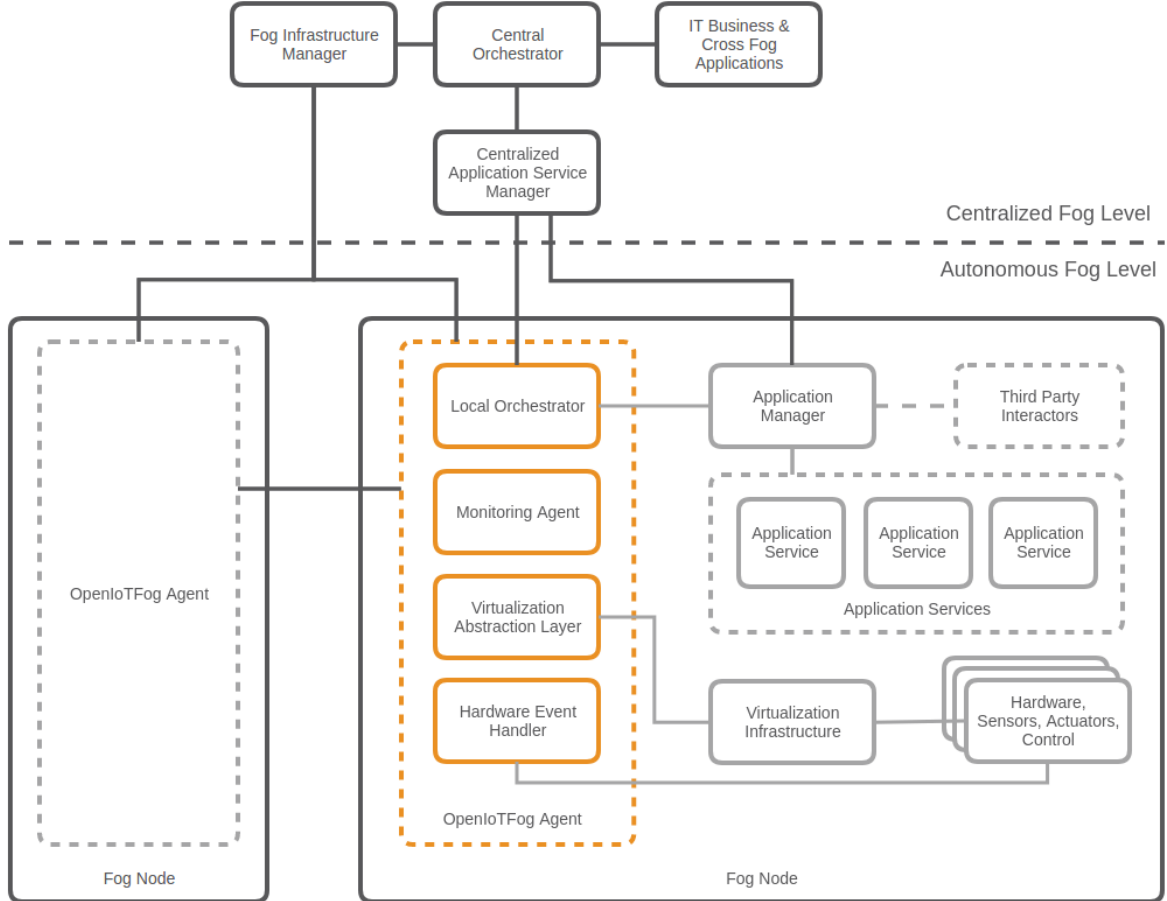 Fog Infrastructure
Manager
Central
Orchestrator
IT Business &
Cross Fog
Applications
Centralized
Application Service
Manager
Centralized Fog Level
Autonomous Fog Level
OpenIoTFog Agent
Fog Node
Local Orchestrator
Monitoring Agent
Virtualization
Abstraction Layer
Hardware Event
Handler
OpenIoTFog Agent
Application
Manager
Third Party
Interactors
Application
Service
Application
Service
Application
Service
Application Services
Virtualization
Infrastructure
Hardware,
Sensors, Actuators,
Control
Fog Node